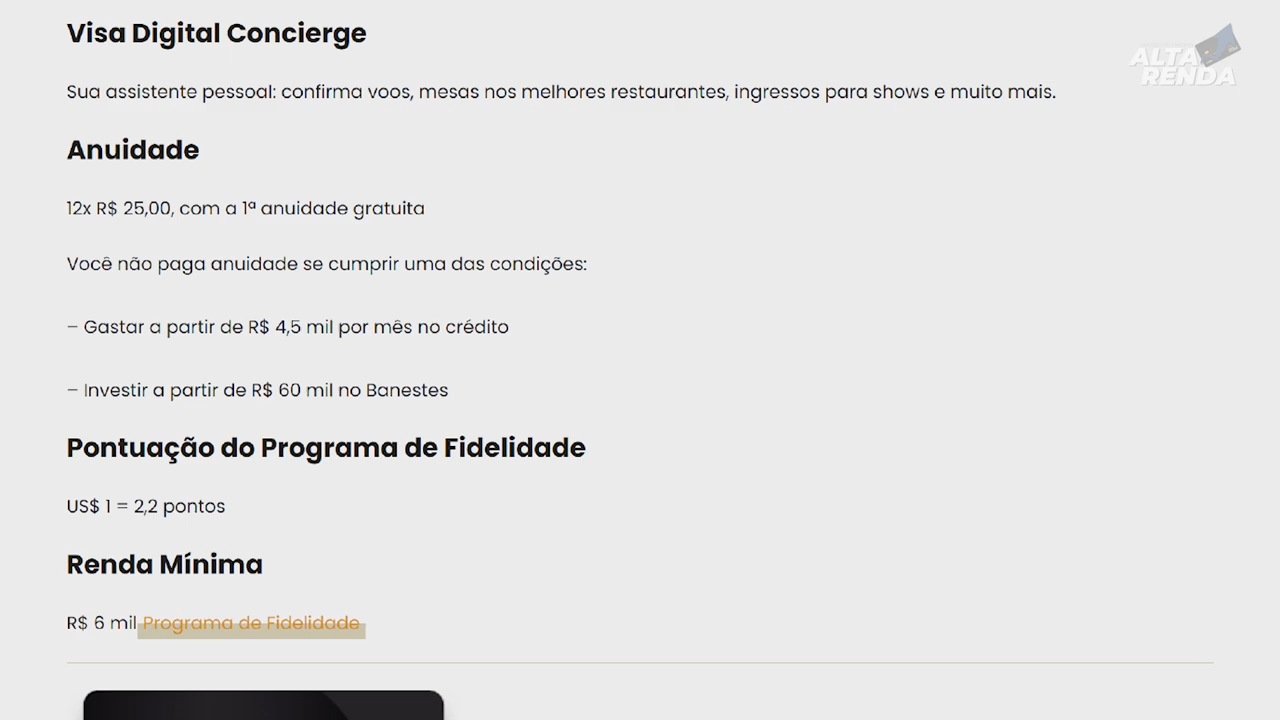 Visa Digital Concierge
ALTA
RENDA
Sua assistente pessoal: confirma voos, mesas nos melhores restaurantes, ingressos para shows e muito mais.
Anuidade
12x R$ 25,00, com a 1ª anuidade gratuita
Você não paga anuidade se cumprir uma das condições:
– Gastar a partir de R$ 4,5 mil por mês no crédito
– Investir a partir de R$ 60 mil no Banestes
Pontuação do Programa de Fidelidade
US$ 1 = 2,2 pontos
Renda Mínima
R$ 6 mil Programa de Fidelidade